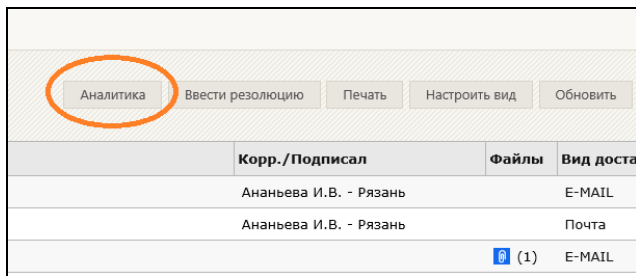 Аналитика Ввести резолюцию Печать Настроить вид Обновить
Корр./Подписал Файлы Вид доста
Ананьева И.В. - Рязань E-MAIL
Ананьева И.В. - Рязань Почта
(1) E-MAIL